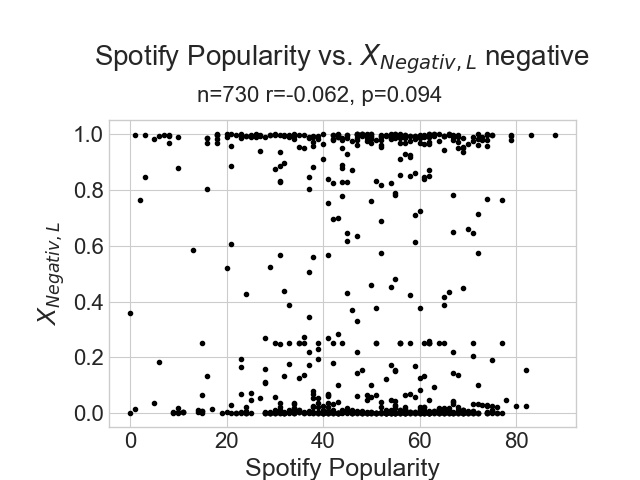 Spotify Popularity vs. X_{Negativ, L} negative
n=730 r=-0.062, p=0.094
1.0
0.8
0.6
0.4
0.2
0.0
X_{Negativ, L}
0 20 40 60 80
Spotify Popularity